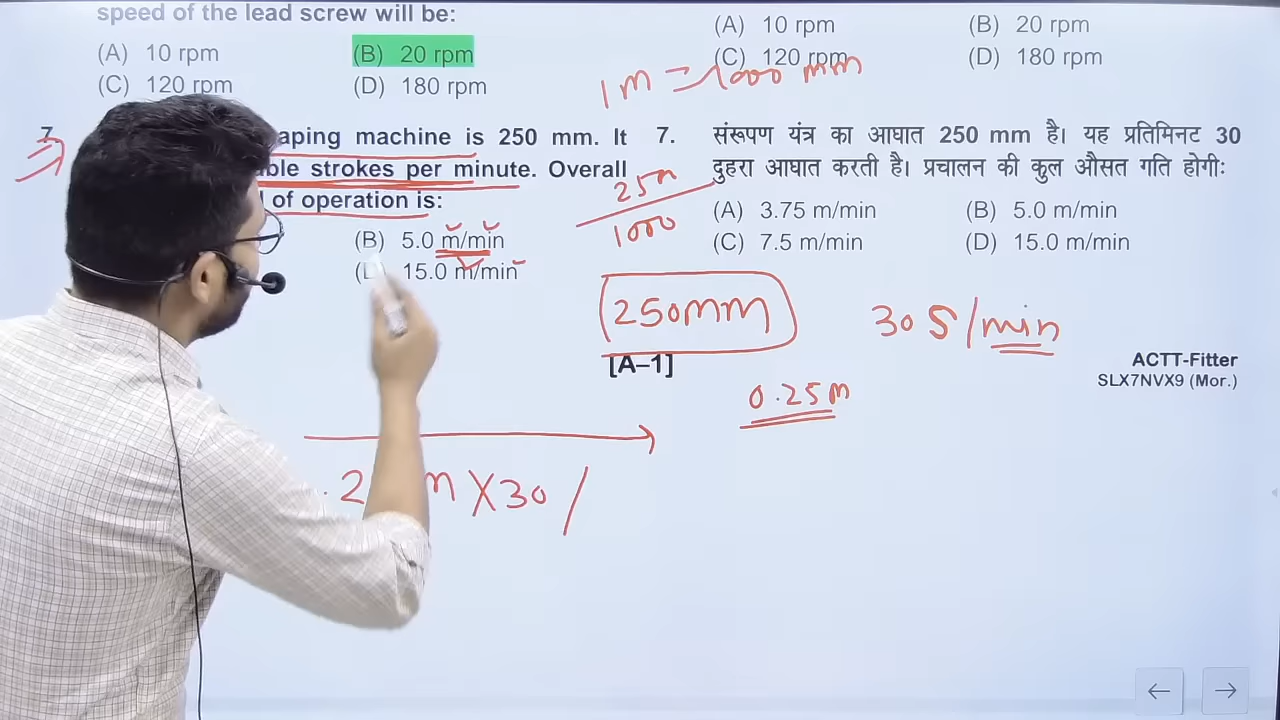 speed of the lead screw will be:
(A) 10 rpm
(B) 20 rpm
(C) 120 rpm
(D) 180 rpm
(A) 10 rpm
(B) 20 rpm
(C) 120 rpm
(D) 180 rpm
1m = 1000 mm
7. aping machine is 250 mm. It
ble strokes per minute. Overall
of operation is:
(B) 5.0 m/min
15.0 m/min
7. संरूपण यंत्र का आघात 250 mm है। यह प्रतिमिनट 30
दुहरा आघात करती है। प्रचालन की कुल औसत गति होगीः
(A) 3.75 m/min
(B) 5.0 m/min
(C) 7.5 m/min
(D) 15.0 m/min
250
1000
250mm
30 S/min
[A–1]
ACTT-Fitter
SLX7NVX9 (Mor.)
0.25m
m X30/